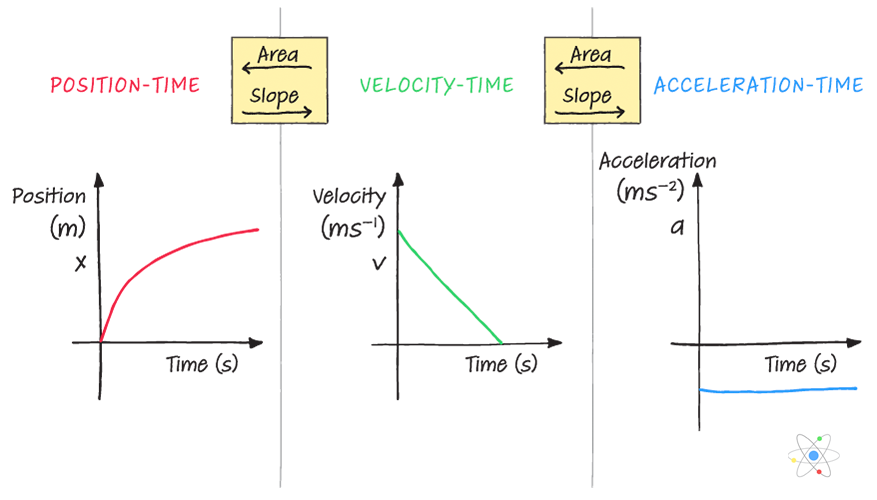 POSITION-TIME
Area
Slope
VELOCITY-TIME
Area
Slope
ACCELERATION-TIME
Position
(m)
x
Time (s)
Velocity
(ms⁻¹)
v
Time (s)
Acceleration
(ms⁻²)
a
Time (s)